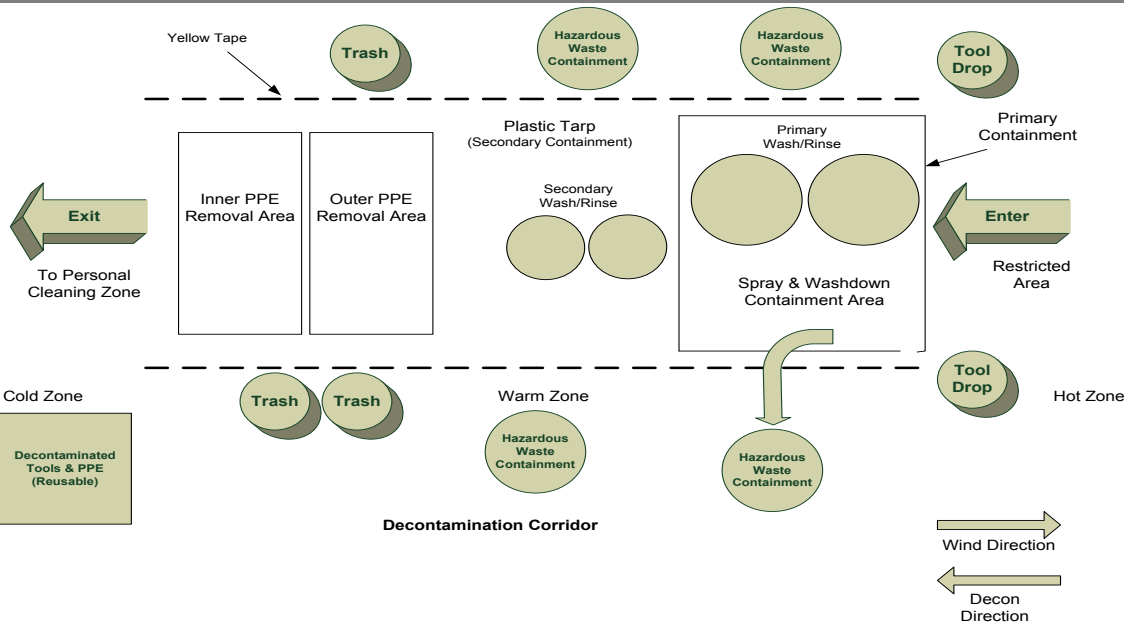 Yellow Tape
Trash
Hazardous
Waste
Containment
Hazardous
Waste
Containment
Tool
Drop
Plastic Tarp
(Secondary Containment)
Primary
Wash/Rinse
Primary
Containment
Inner PPE
Removal Area
Outer PPE
Removal Area
Secondary
Wash/Rinse
Exit
Enter
To Personal
Cleaning Zone
Spray & Washdown
Containment Area
Restricted
Area
Cold Zone
Trash
Trash
Warm Zone
Tool
Drop
Hot Zone
Decontaminated
Tools & PPE
(Reusable)
Hazardous
Waste
Containment
Hazardous
Waste
Containment
Decontamination Corridor
Wind Direction
Decon
Direction